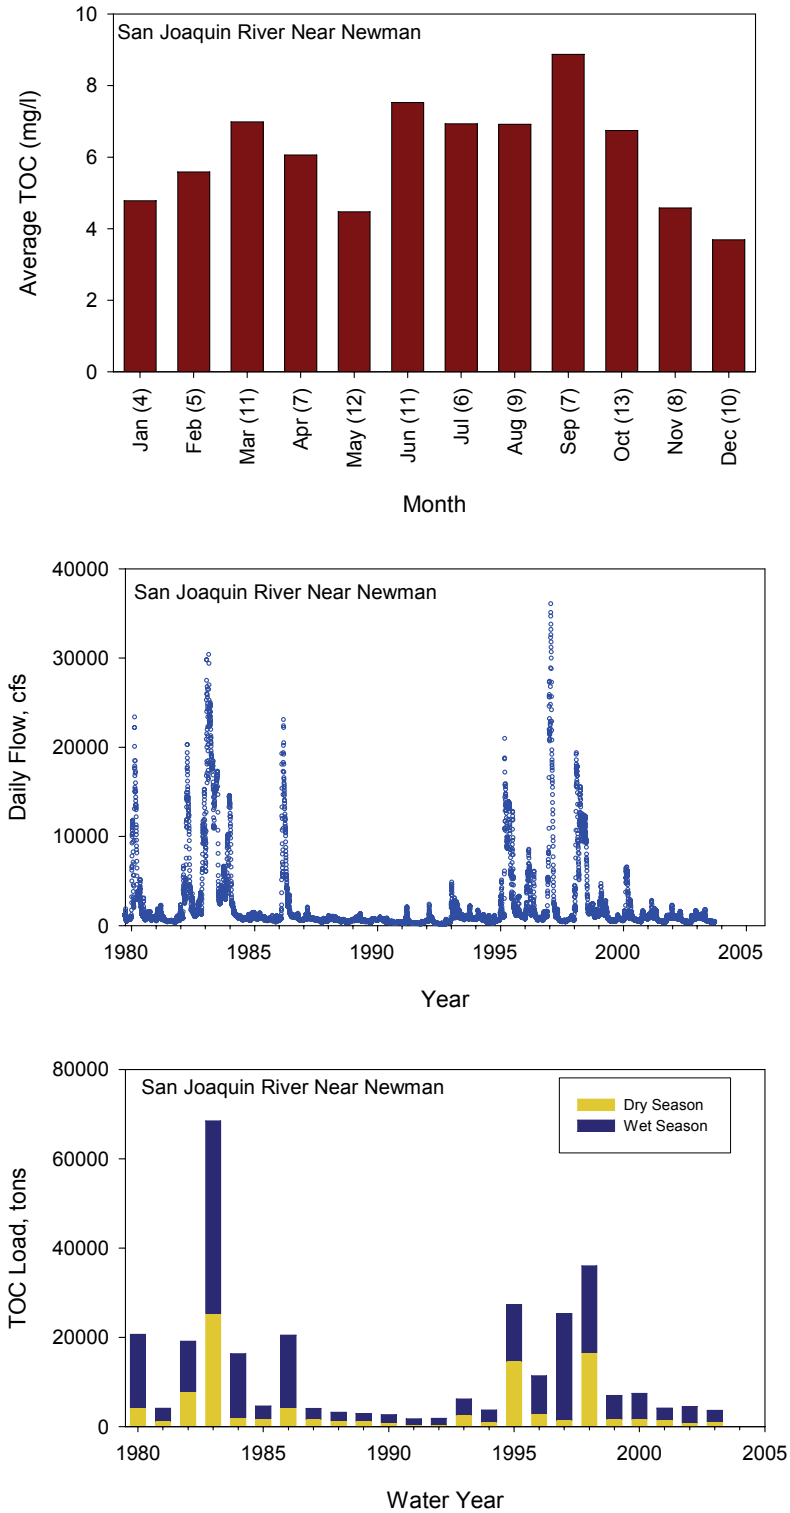 San Joaquin River Near Newman
Average TOC (mg/l)
10
8
6
4
2
0
Jan (4)
Feb (5)
Mar (11)
Apr (7)
May (12)
Jun (11)
Jul (6)
Aug (9)
Sep (7)
Oct (13)
Nov (8)
Dec (10)
Month
San Joaquin River Near Newman
Daily Flow, cfs
40000
30000
20000
10000
0
1980
1985
1990
1995
2000
2005
Year
San Joaquin River Near Newman
Dry Season
Wet Season
TOC Load, tons
80000
60000
40000
20000
0
1980
1985
1990
1995
2000
2005
Water Year